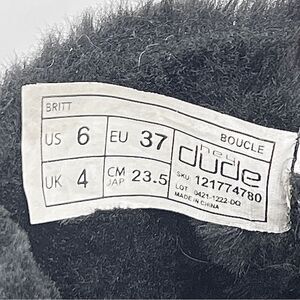 BRITT
BOUCLE
US 6 EU 37
UK 4 CM JAP 23.5
hey dude
SKU: 121774780
LOT 0421-1222-DQ
MADE IN CHINA